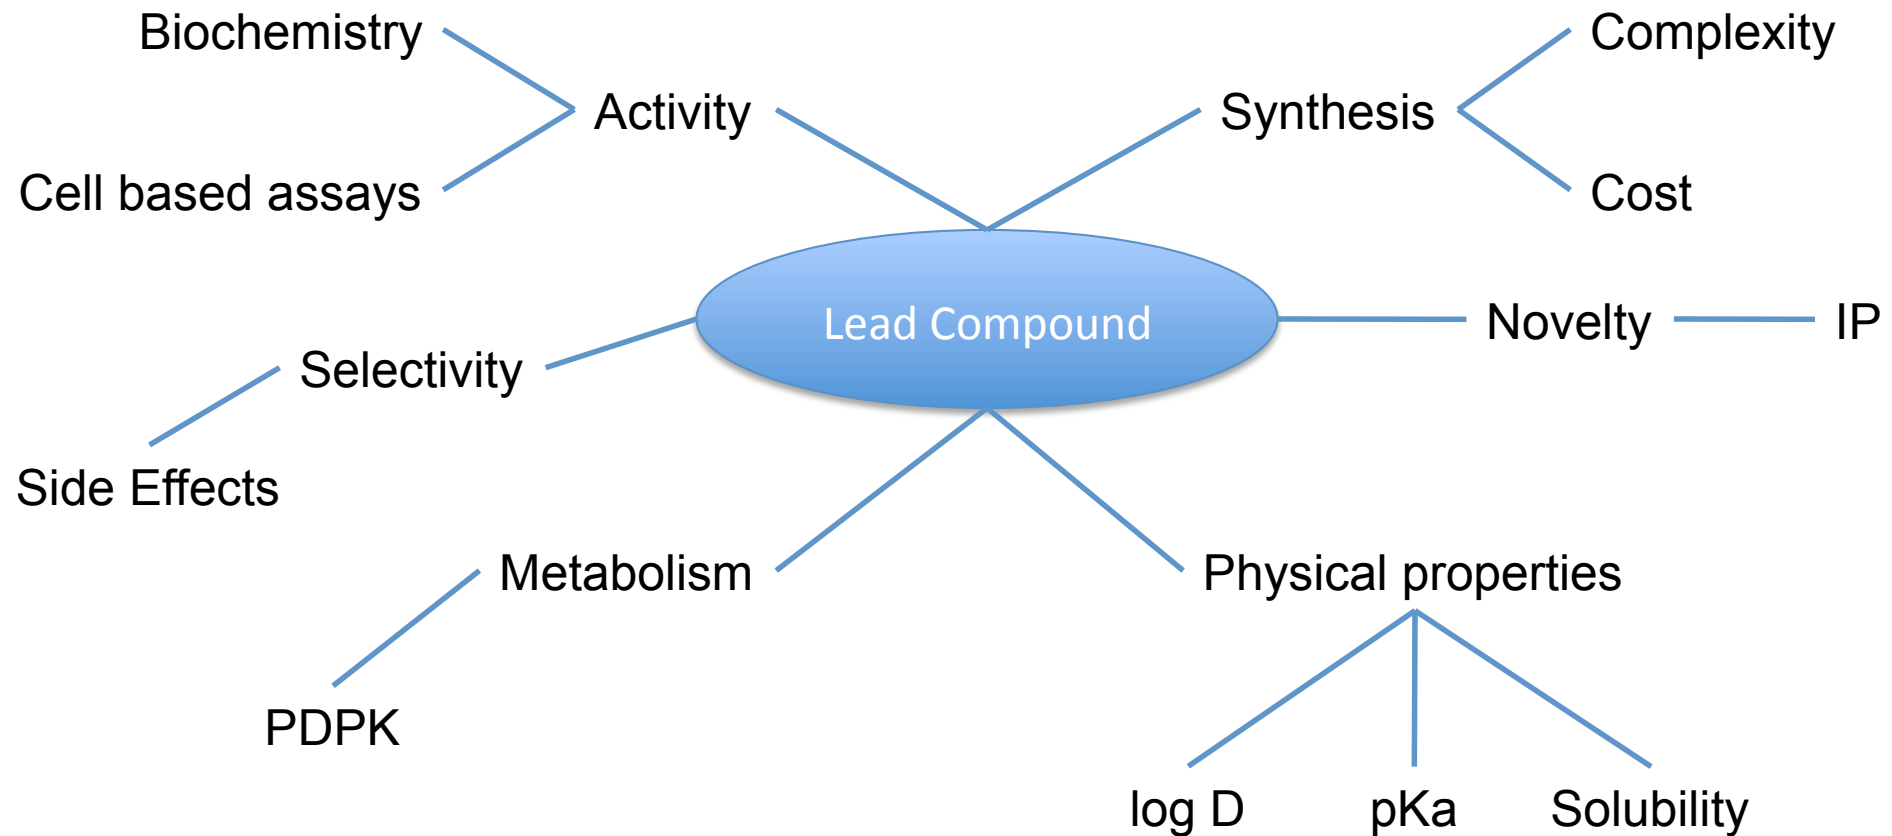 Biochemistry
Complexity
Activity
Synthesis
Cell based assays
Cost
Lead Compound
Novelty
IP
Selectivity
Side Effects
Metabolism
Physical properties
PDPK
log D
pKa
Solubility